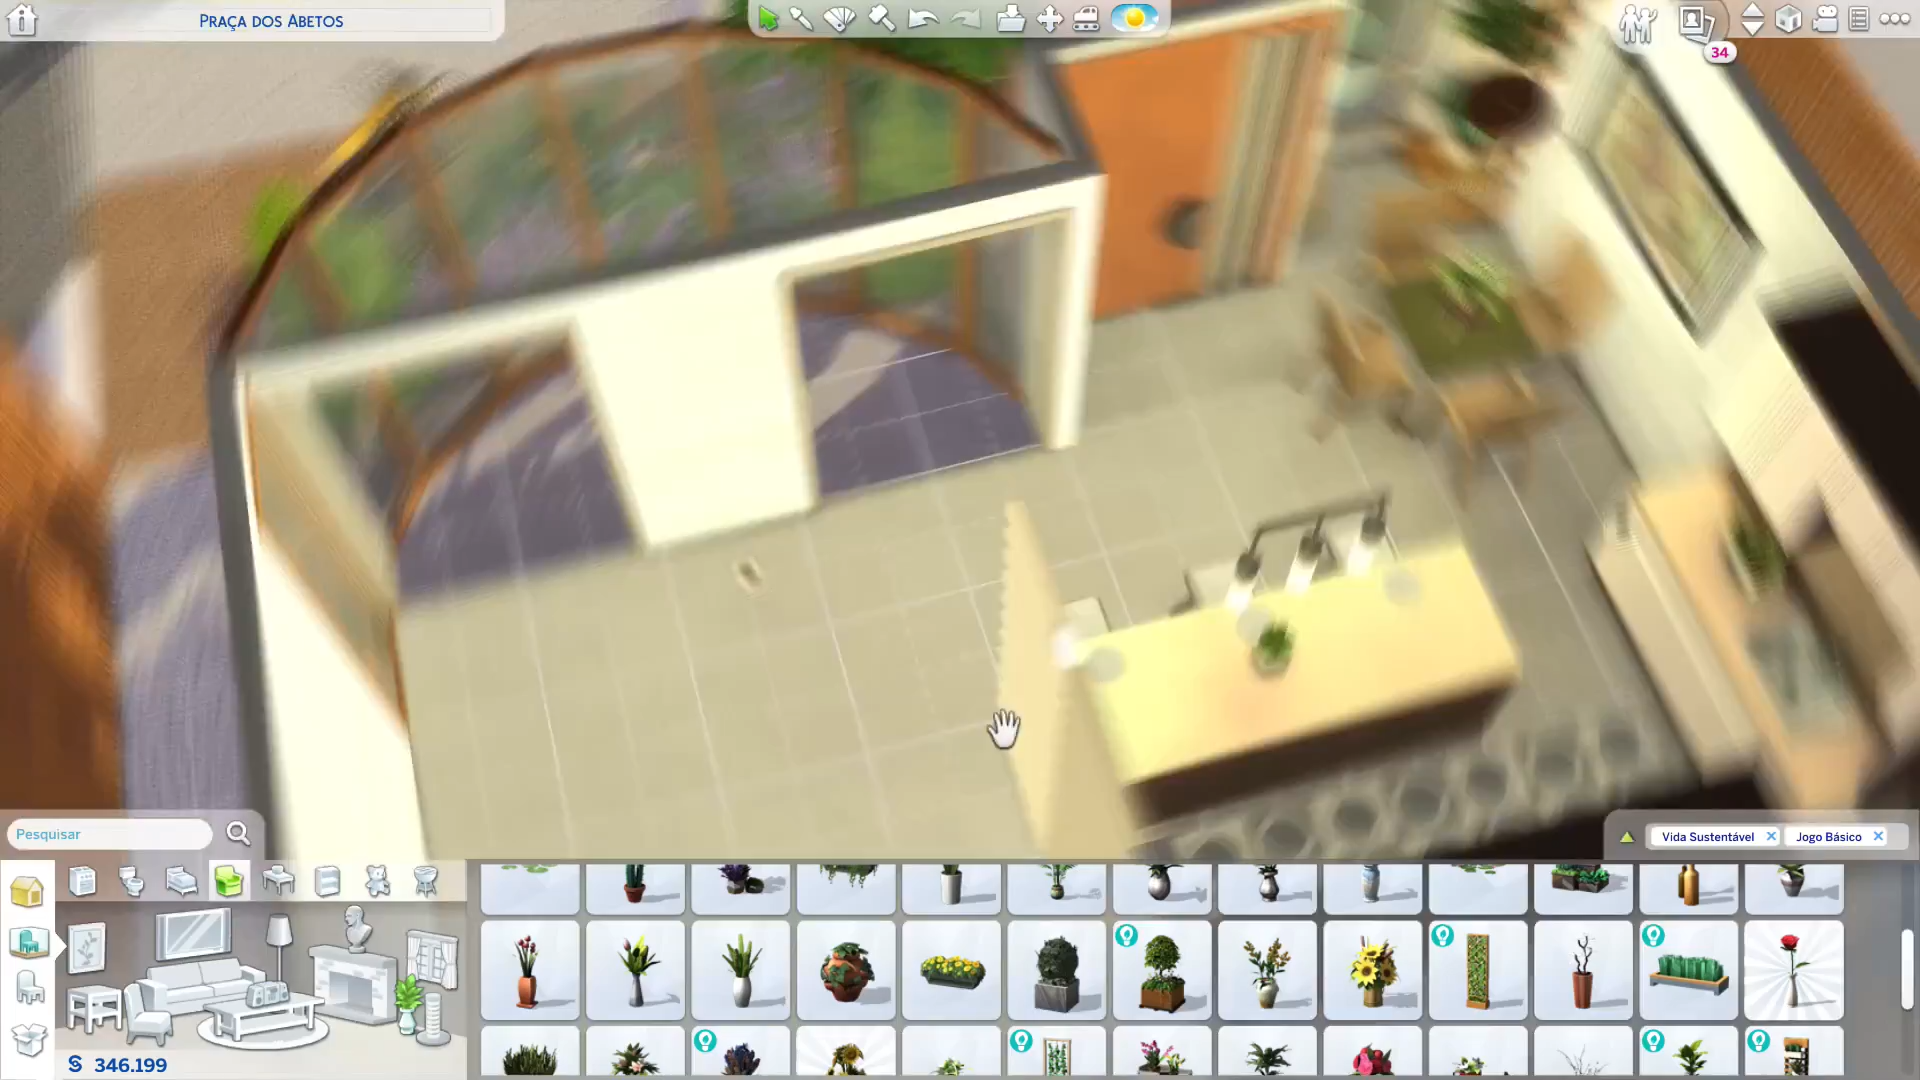 PRAÇA DOS ABETOS
34
Pesquisar
Vida Sustentável
Jogo Básico
346.199